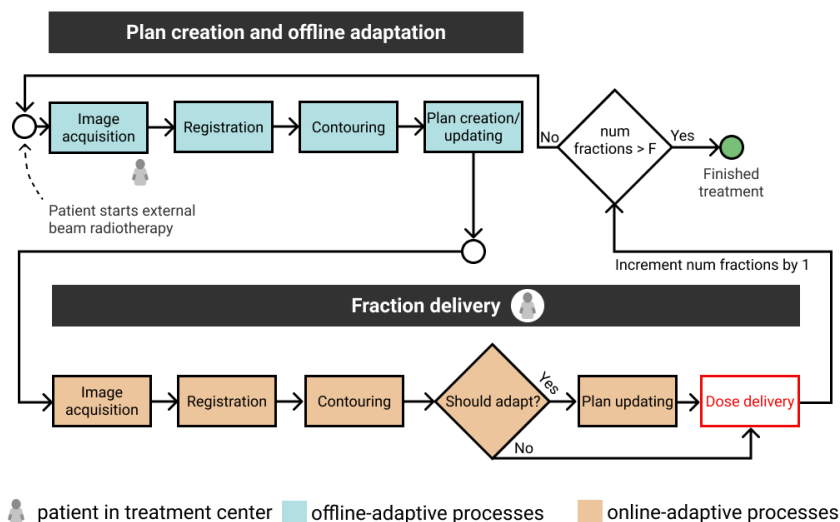 Plan creation and offline adaptation
Image
acquisition
Registration
Contouring
Plan creation/
updating
No
num
fractions > F
Yes
Finished
treatment
Patient starts external
beam radiotherapy
Increment num fractions by 1
Fraction delivery
Image
acquisition
Registration
Contouring
Should adapt?
Yes
No
Plan updating
Dose delivery
patient in treatment center
offline-adaptive processes
online-adaptive processes